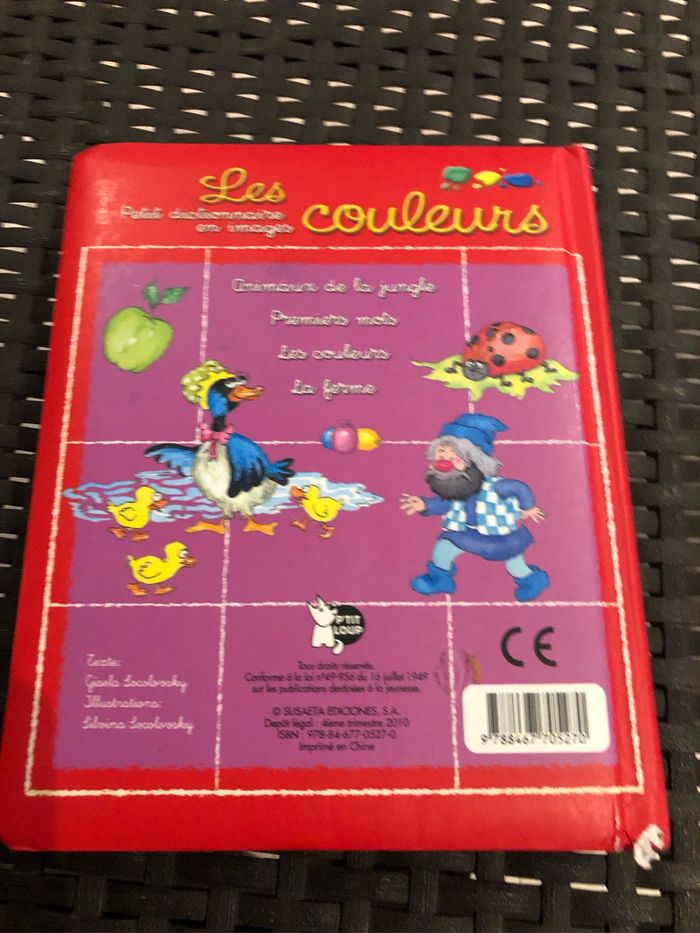 Les
couleurs
Petit dictionnaire
en images
Animaux de la jungle
Premiers mots
Les couleurs
La ferme
P'TIT
LOUP
Texte:
Gisela Socolovsky
Illustrations:
Silvina Socolovsky
Tous droits réservés.
Conforme à la loi n°49-956 du 16 juillet 1949
sur les publications destinées à la jeunesse.
© SUSAETA EDICIONES, S.A.
Dépôt légal : 4ème trimestre 2010
ISBN : 978-84-677-0527-0
Imprimé en Chine
CE
9 788467 705270